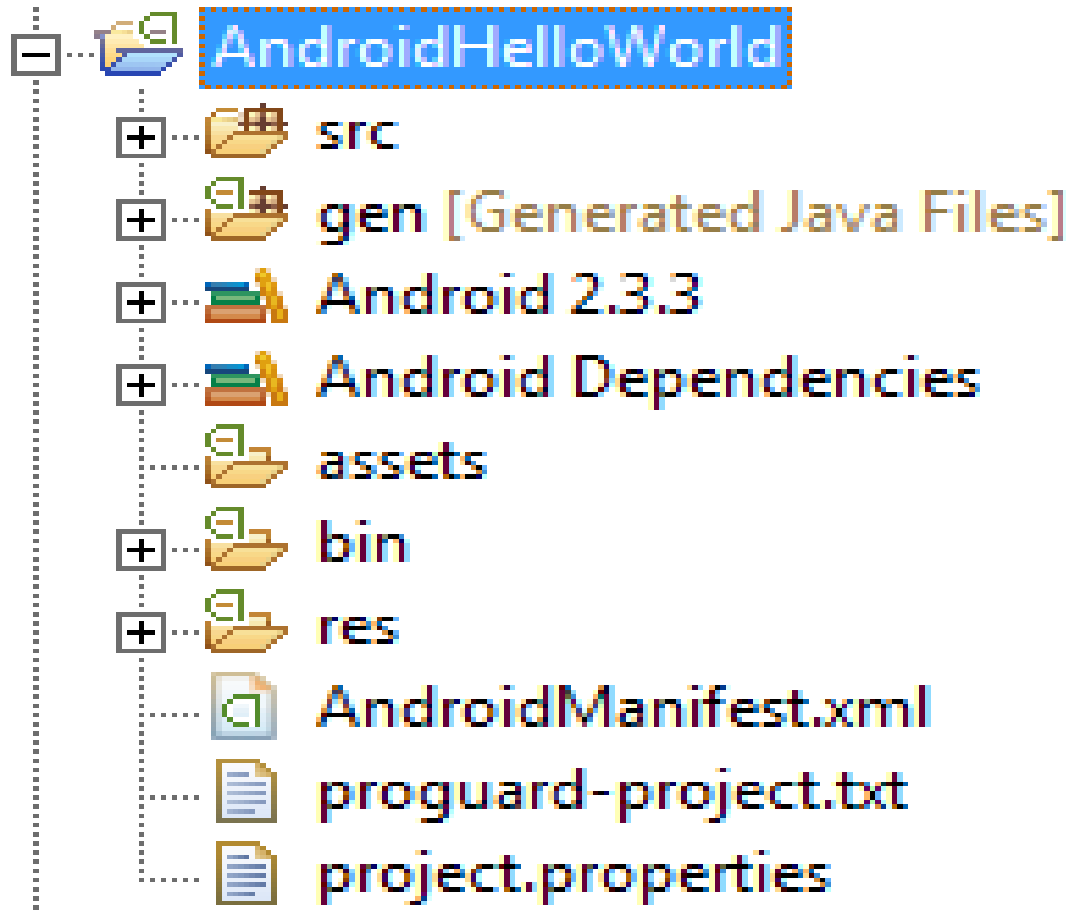 AndroidHelloWorld
src
gen [Generated Java Files]
Android 2.3.3
Android Dependencies
assets
bin
res
AndroidManifest.xml
proguard-project.txt
project.properties